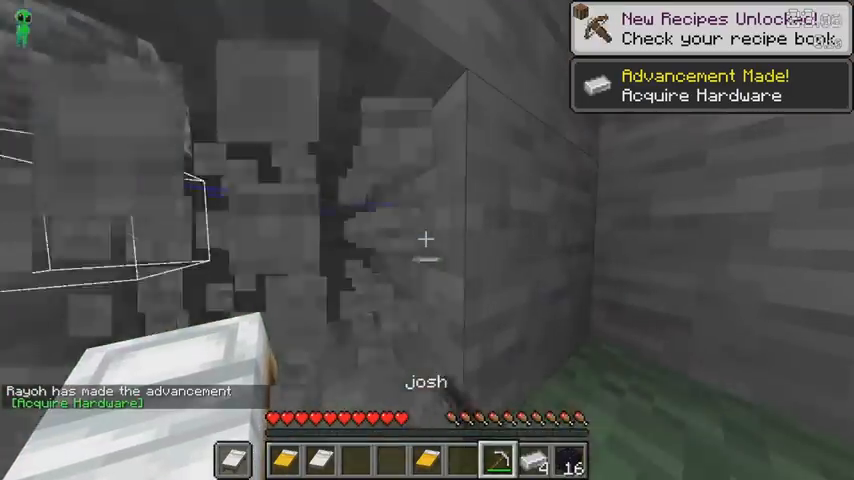 New Recipes Unlocked!
Check your recipe book
Advancement Made!
Acquire Hardware
Rayoh has made the advancement
[Acquire Hardware]
josh
4
16